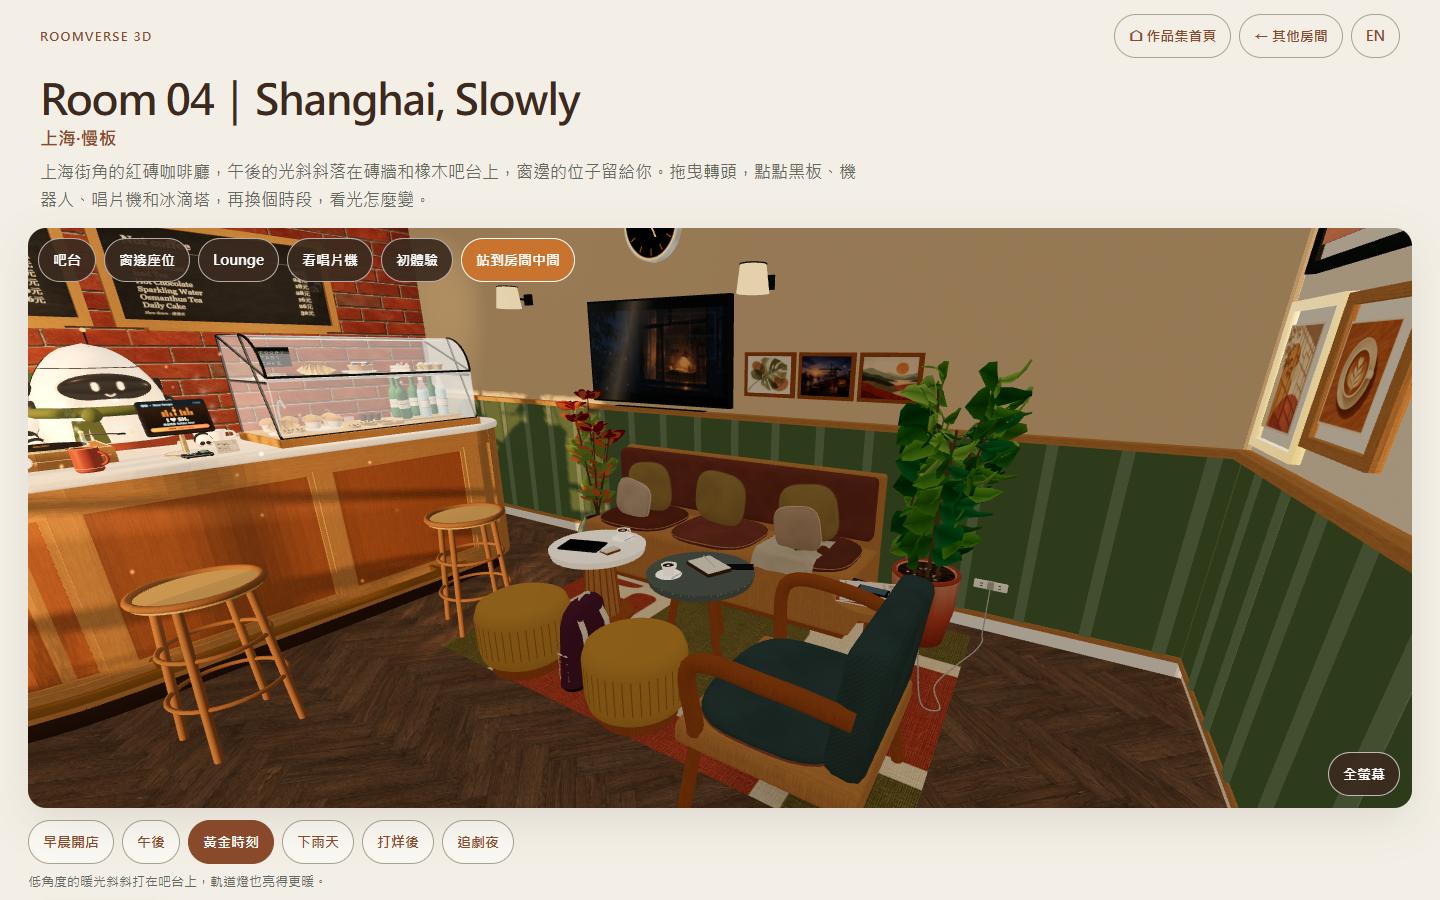 ROOMVERSE 3D
作品集首頁
← 其他房間
EN
Room 04｜Shanghai, Slowly
上海·慢板
上海街角的紅磚咖啡廳，午後的光斜斜落在磚牆和橡木吧台上，窗邊的位子留給你。拖曳轉頭，點點黑板、機
器人、唱片機和冰滴塔，再換個時段，看光怎麼變。
吧台
窗邊座位
Lounge
看唱片機
初體驗
站到房間中間
Hot Chocolate
Sparkling Water
Osmanthus Tea
Daily Cake
全螢幕
早晨開店
午後
黃金時刻
下雨天
打烊後
追劇夜
低角度的暖光斜斜打在吧台上，軌道燈也亮得更暖。